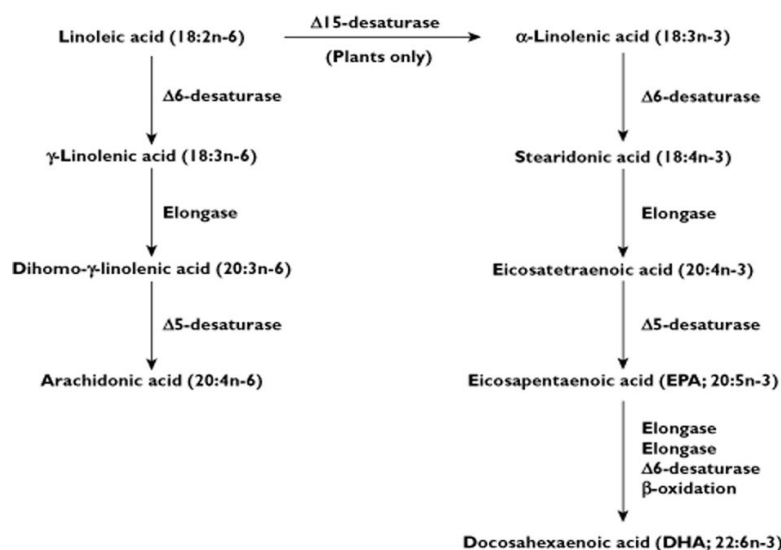 Linoleic acid (18:2n-6)
Δ15-desaturase
(Plants only)
α-Linolenic acid (18:3n-3)
Δ6-desaturase
Δ6-desaturase
γ-Linolenic acid (18:3n-6)
Stearidonic acid (18:4n-3)
Elongase
Elongase
Dihomo-γ-linolenic acid (20:3n-6)
Eicosatetraenoic acid (20:4n-3)
Δ5-desaturase
Δ5-desaturase
Arachidonic acid (20:4n-6)
Eicosapentaenoic acid (EPA; 20:5n-3)
Elongase
Elongase
Δ6-desaturase
β-oxidation
Docosahexaenoic acid (DHA; 22:6n-3)